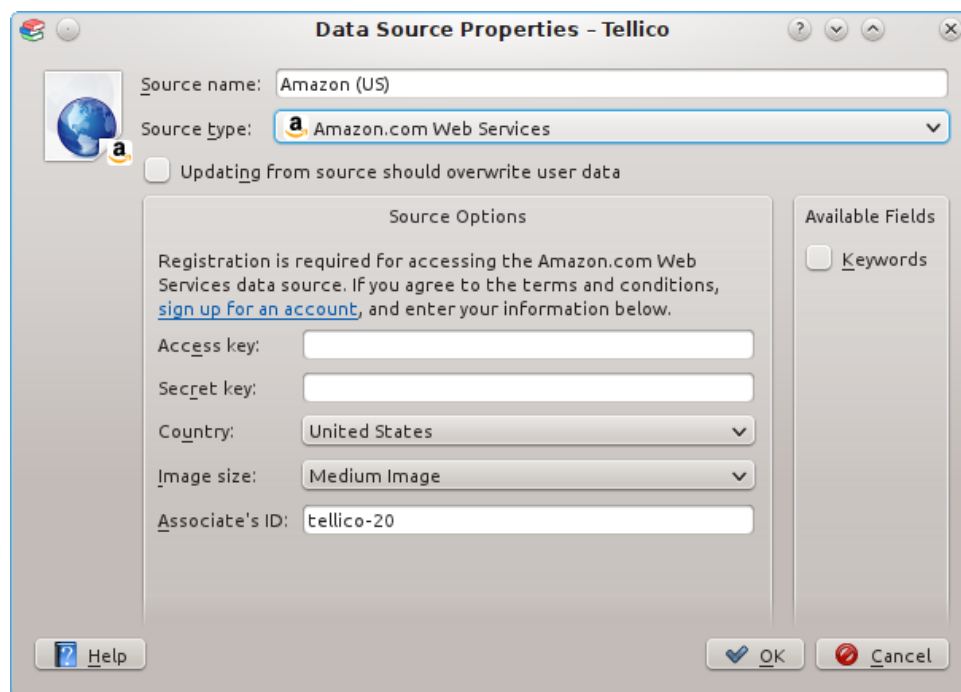 Data Source Properties – Tellico
Source name: Amazon (US)
Source type: Amazon.com Web Services
Updating from source should overwrite user data
Source Options
Available Fields
Registration is required for accessing the Amazon.com Web
Services data source. If you agree to the terms and conditions,
sign up for an account, and enter your information below.
Keywords
Access key:
Secret key:
Country: United States
Image size: Medium Image
Associate's ID: tellico-20
Help
OK
Cancel